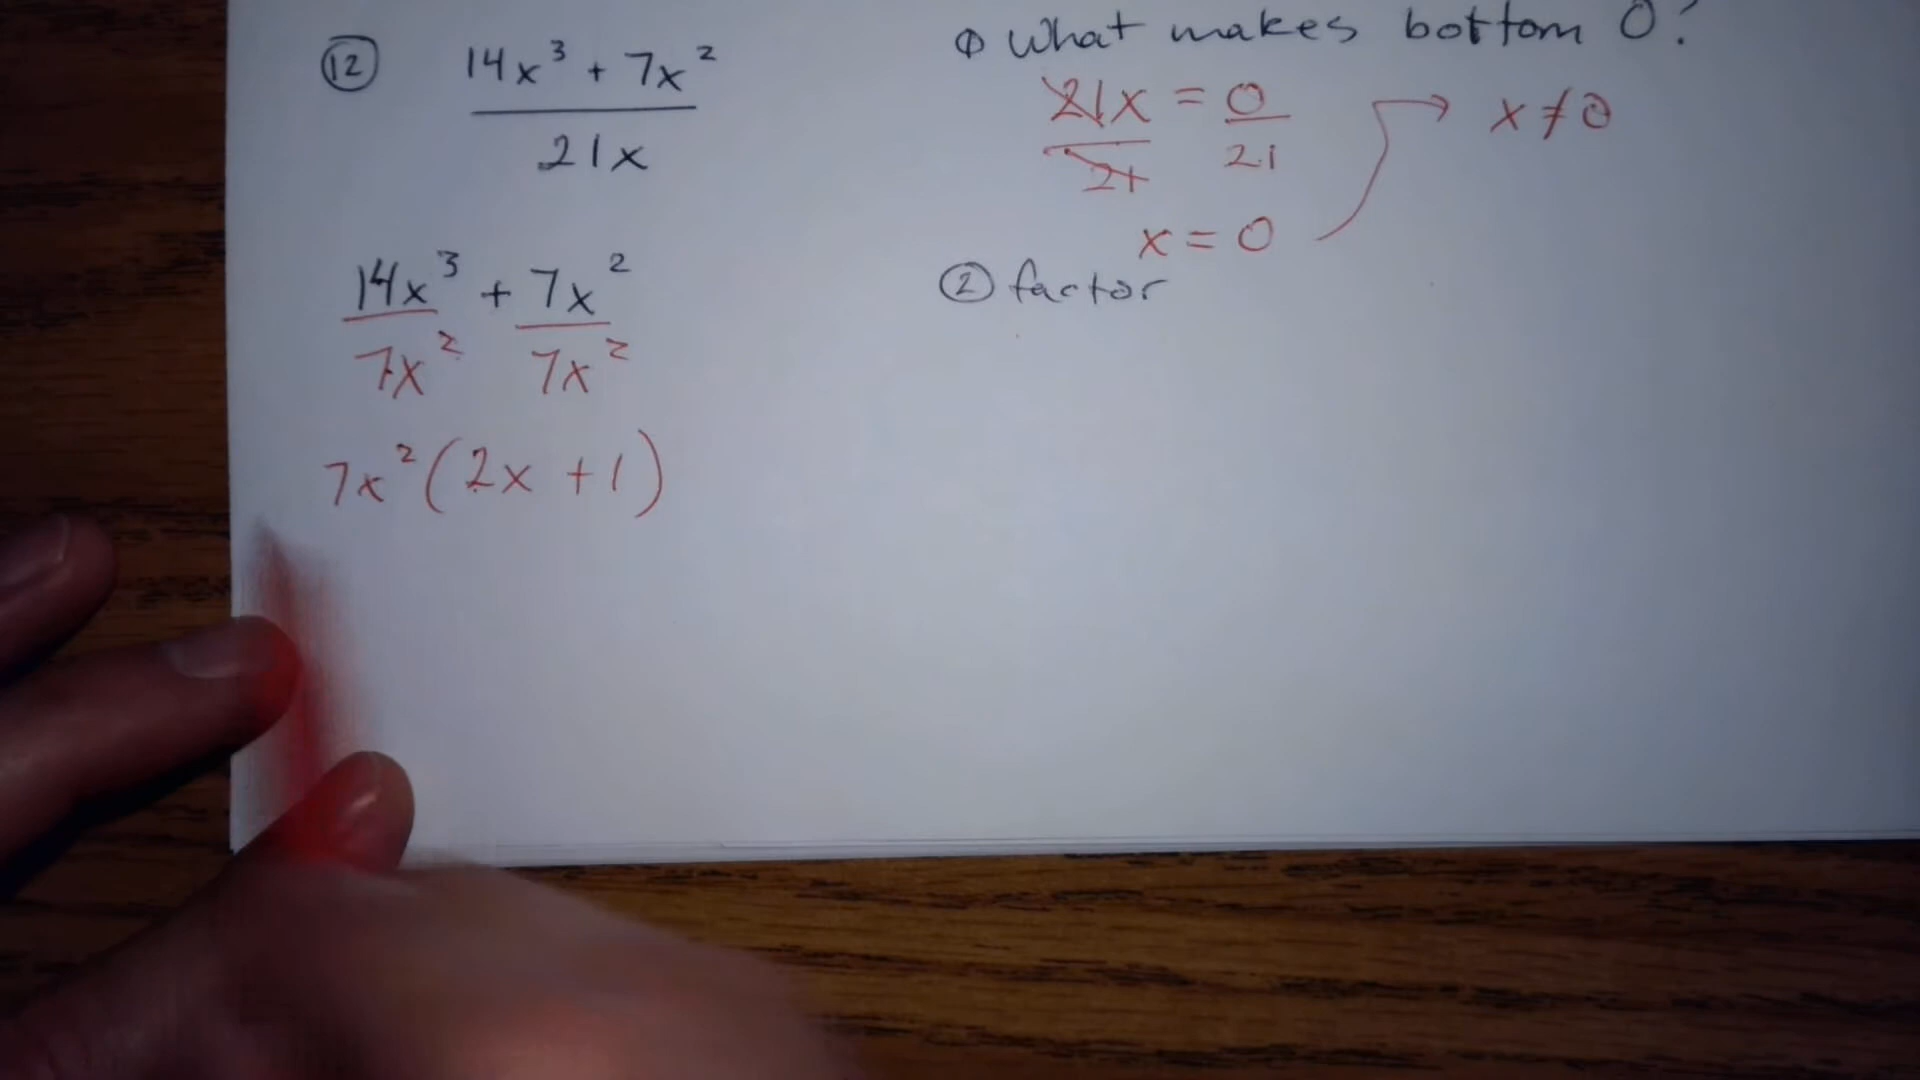 ⑫ 14x³ + 7x²
21x
14x³ + 7x²
7x² 7x²
7x²(2x + 1)
① What makes bottom 0?
21x = 0
21 21
x = 0
x ≠ 0
② factor